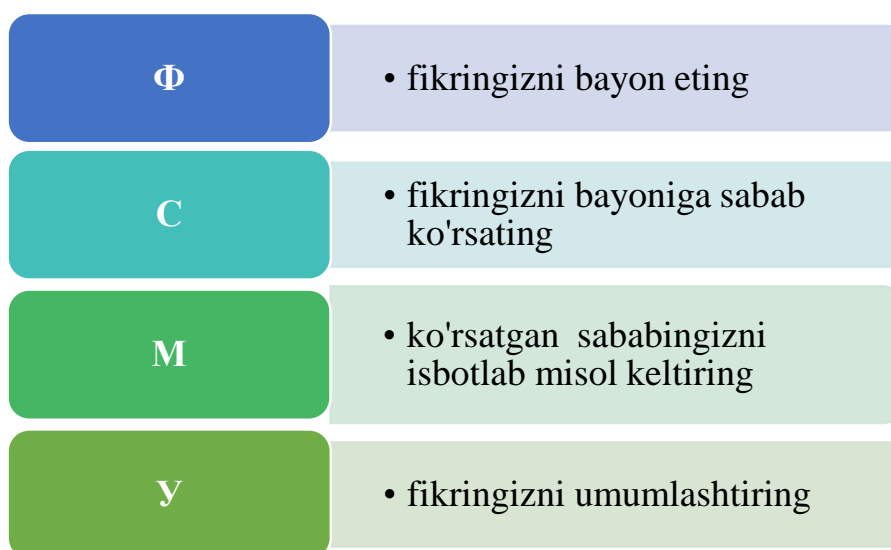 Ф
• fikringizni bayon eting
С
• fikringizni bayoniga sabab
ko'rsating
М
• ko'rsatgan sababingizni
isbotlab misol keltiring
У
• fikringizni umumlashtiring